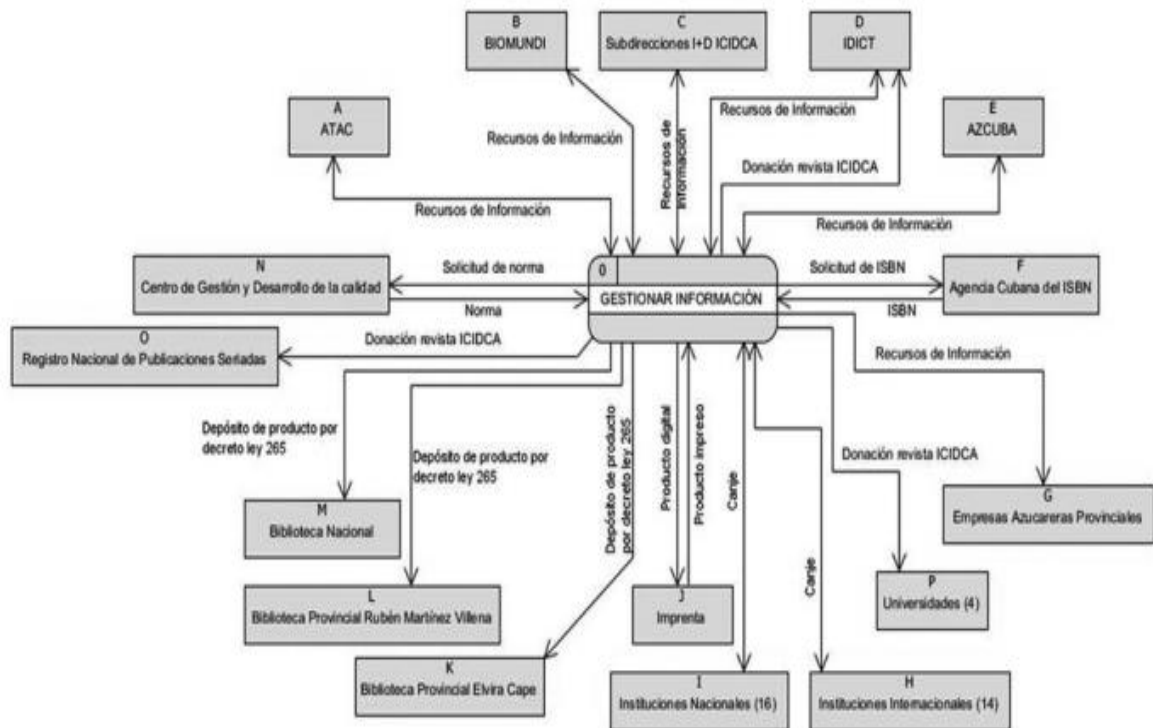 B
BIOMUNDI
C
Subdirecciones I+D ICIDCA
D
IDICT
A
ATAC
E
AZCUBA
Recursos de Información
Recursos de Información
Recursos de
Información
Donación revista ICIDCA
Recursos de Información
Recursos de Información
N
Centro de Gestión y Desarrollo de la calidad
Solicitud de norma
Norma
0
GESTIONAR INFORMACIÓN
Solicitud de ISBN
ISBN
F
Agencia Cubana del ISBN
O
Registro Nacional de Publicaciones Seriadas
Donación revista ICIDCA
Recursos de Información
Depósito de producto por
decreto ley 265
Depósito de producto por
decreto ley 265
Depósito de producto
por decreto ley 265
Producto digital
Producto impreso
Canje
Canje
Donación revista ICIDCA
M
Biblioteca Nacional
G
Empresas Azucareras Provinciales
L
Biblioteca Provincial Rubén Martínez Villena
J
Imprenta
P
Universidades (4)
K
Biblioteca Provincial Elvira Cape
I
Instituciones Nacionales (16)
H
Instituciones Internacionales (14)